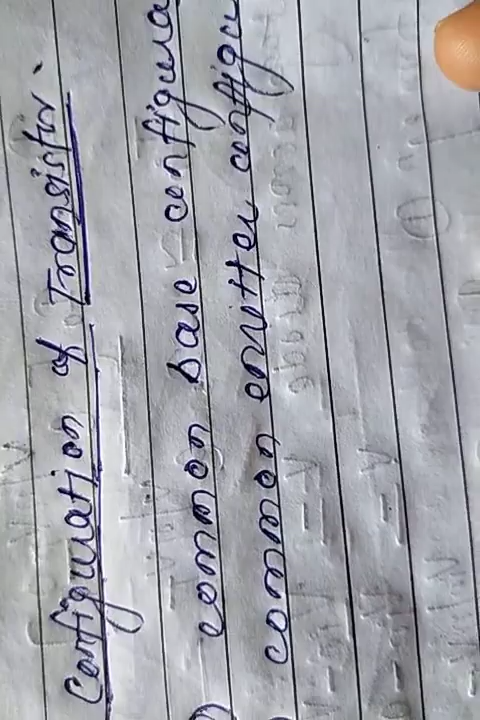 Configuration of Transistor.
common base configura
common emitter configu